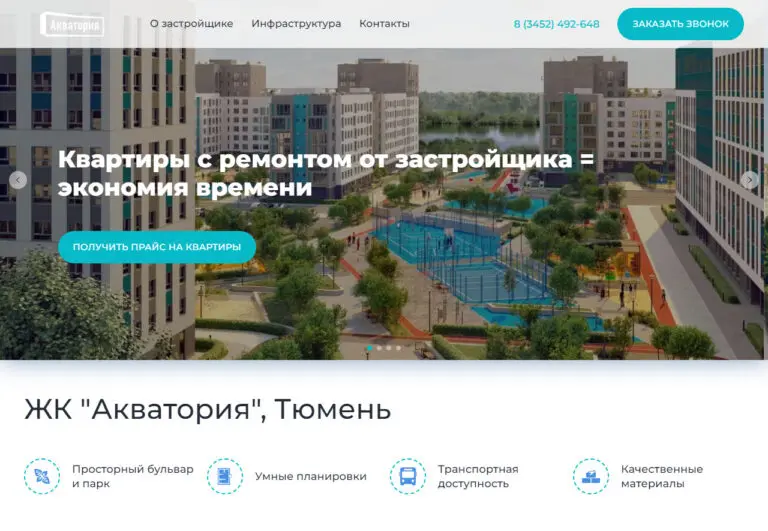 Акватория
О застройщике
Инфраструктура
Контакты
8 (3452) 492-648
ЗАКАЗАТЬ ЗВОНОК
Квартиры с ремонтом от застройщика =
экономия времени
ПОЛУЧИТЬ ПРАЙС НА КВАРТИРЫ
ЖК "Акватория", Тюмень
Просторный бульвар
и парк
Умные планировки
Транспортная
доступность
Качественные
материалы